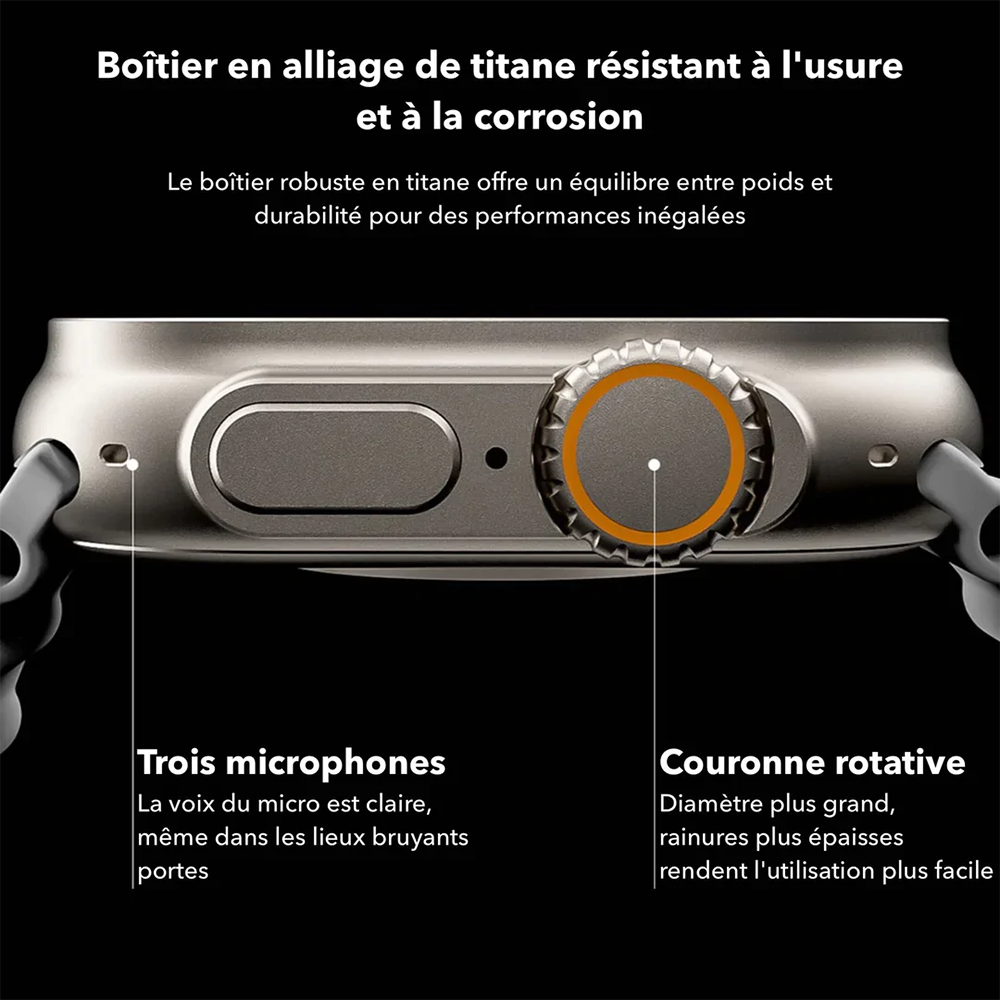 Boîtier en alliage de titane résistant à l'usure
et à la corrosion
Le boîtier robuste en titane offre un équilibre entre poids et
durabilité pour des performances inégalées
Trois microphones
La voix du micro est claire,
même dans les lieux bruyants
portes
Couronne rotative
Diamètre plus grand,
rainures plus épaisses
rendent l'utilisation plus facile